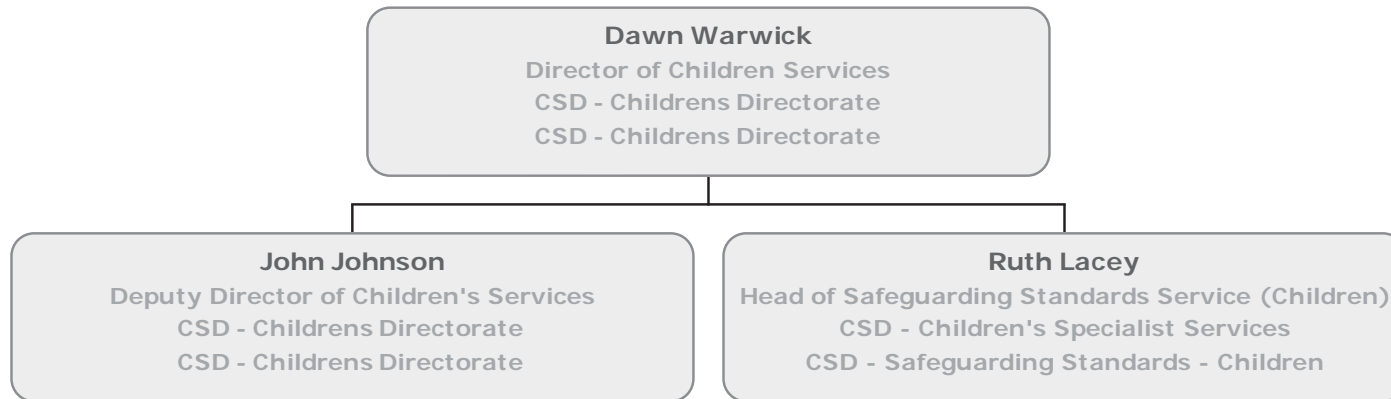 Dawn Warwick
Director of Children Services
CSD - Childrens Directorate
CSD - Childrens Directorate
John Johnson
Deputy Director of Children's Services
CSD - Childrens Directorate
CSD - Childrens Directorate
Ruth Lacey
Head of Safeguarding Standards Service (Children)
CSD - Children's Specialist Services
CSD - Safeguarding Standards - Children